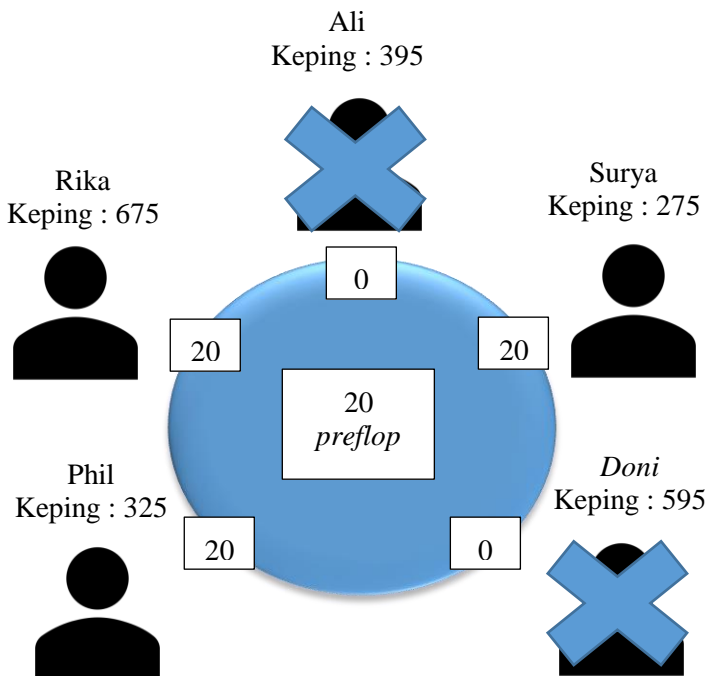 Ali
Keping : 395
Rika
Keping : 675
Surya
Keping : 275
0
20
20
20
preflop
Phil
Keping : 325
Doni
Keping : 595
20
0